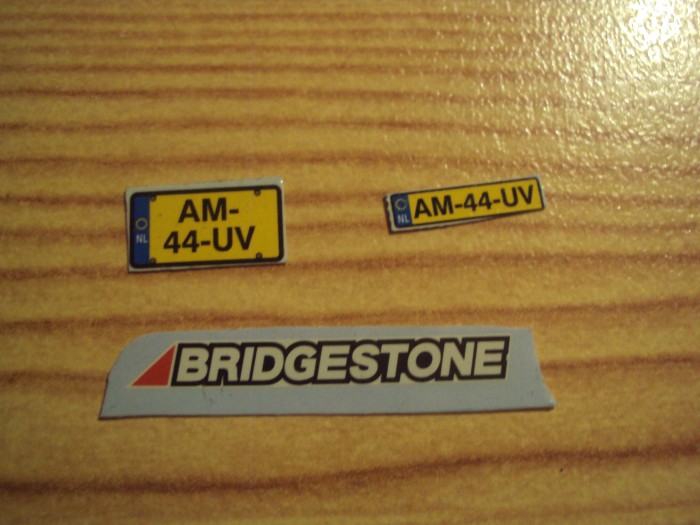 AM-
44-UV
NL
NL AM-44-UV
BRIDGESTONE